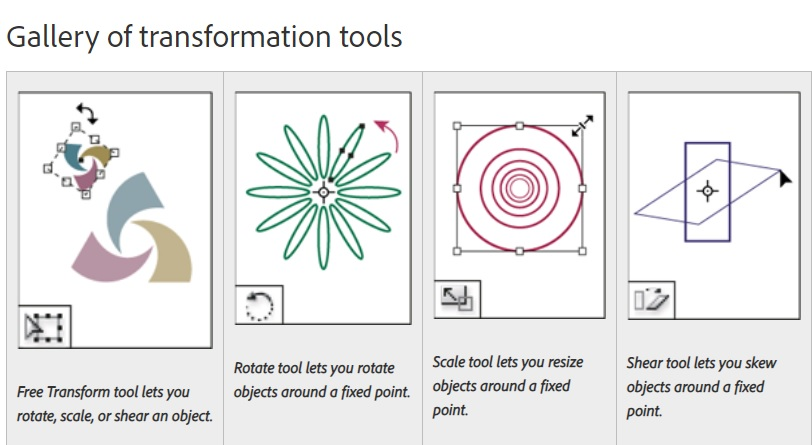 Gallery of transformation tools
Free Transform tool lets you
rotate, scale, or shear an object.
Rotate tool lets you rotate
objects around a fixed point.
Scale tool lets you resize
objects around a fixed
point.
Shear tool lets you skew
objects around a fixed
point.